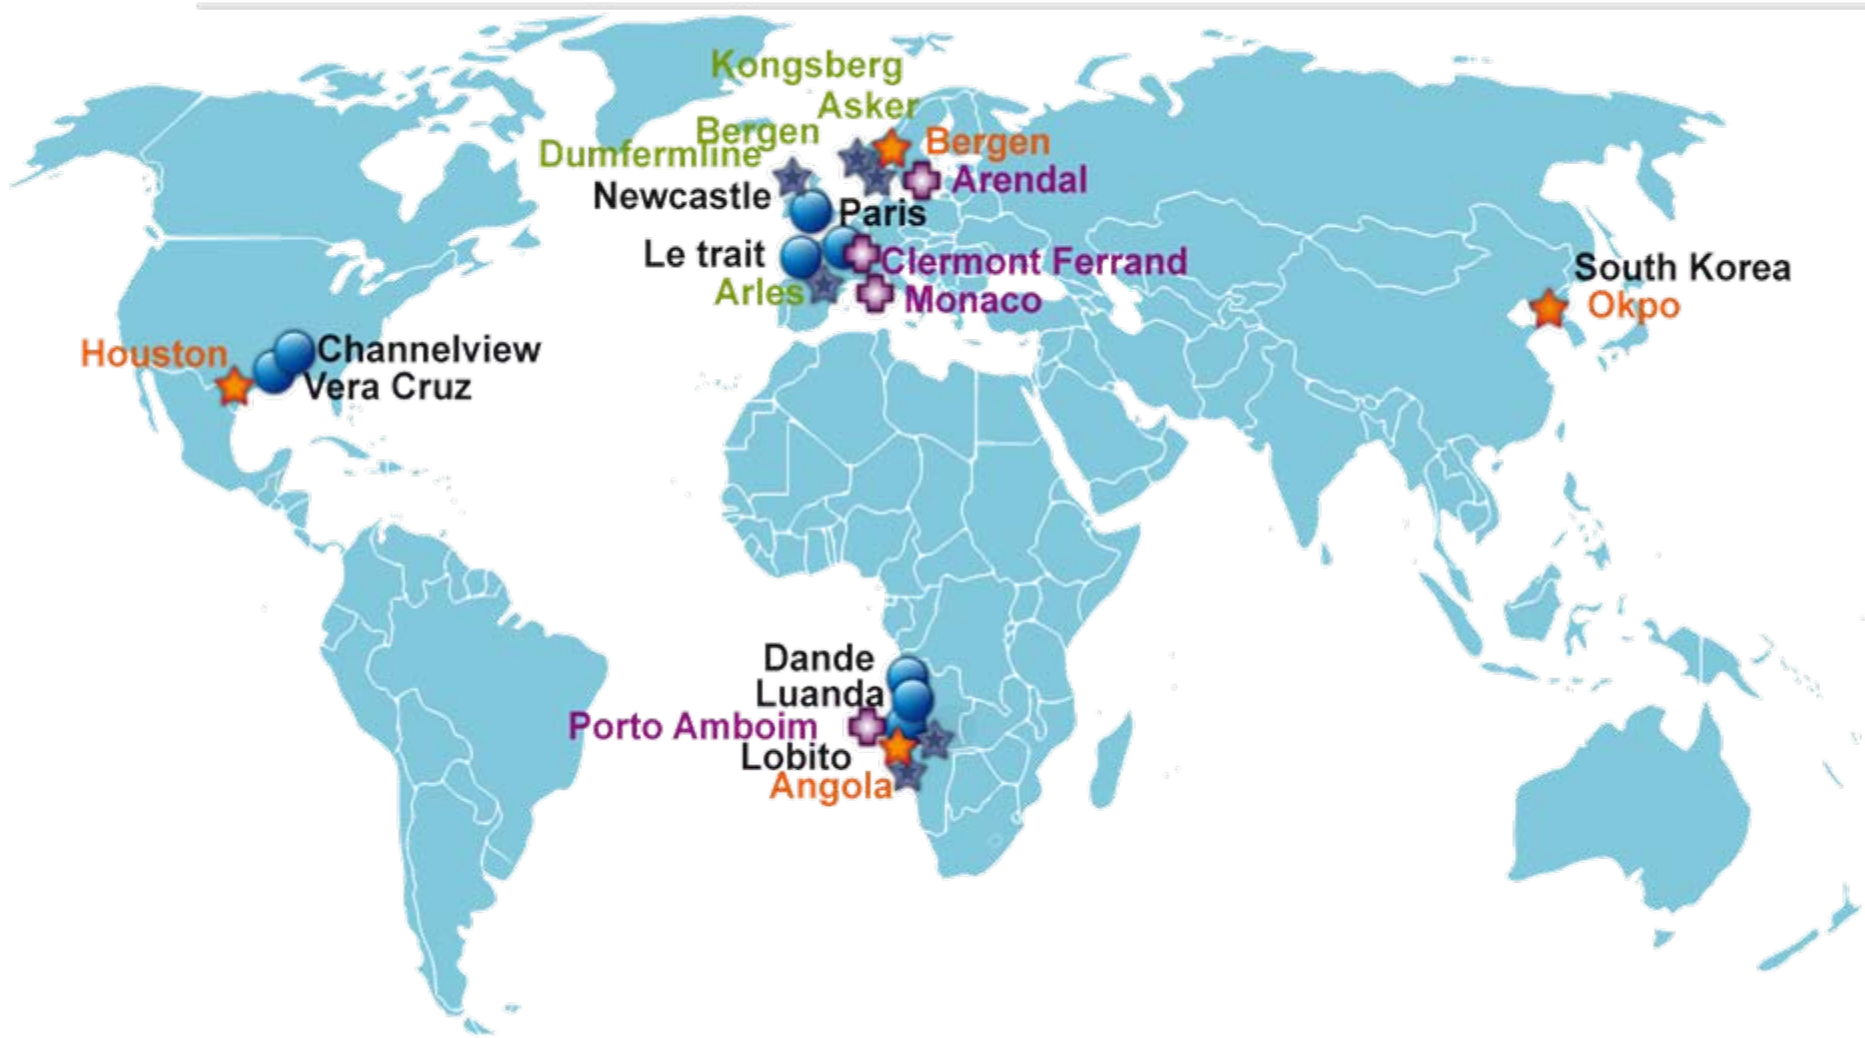 Kongsberg
Asker
Bergen
Bergen
Dumfermline
Arendal
Newcastle
Paris
Le trait
Clermont Ferrand
Arles
Monaco
South Korea
Okpo
Houston
Channelview
Vera Cruz
Dande
Luanda
Porto Amboim
Lobito
Angola